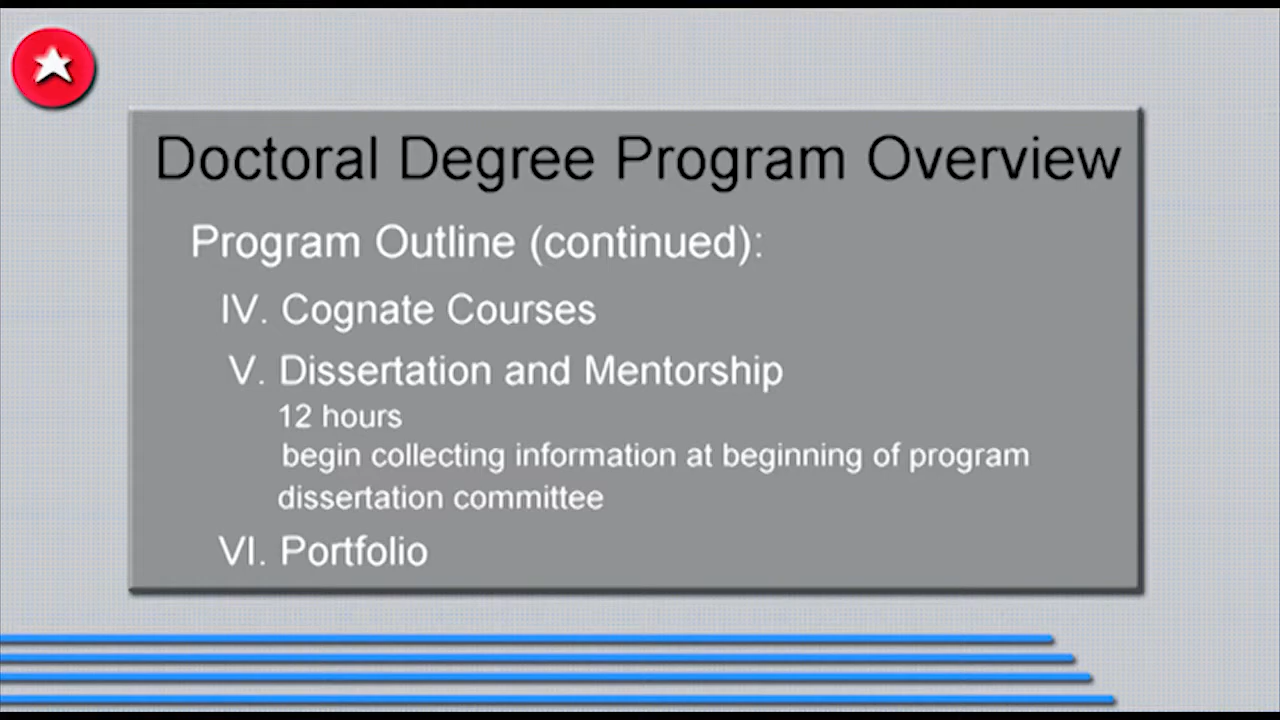 Doctoral Degree Program Overview
Program Outline (continued):
IV. Cognate Courses
V. Dissertation and Mentorship
12 hours
begin collecting information at beginning of program
dissertation committee
VI. Portfolio